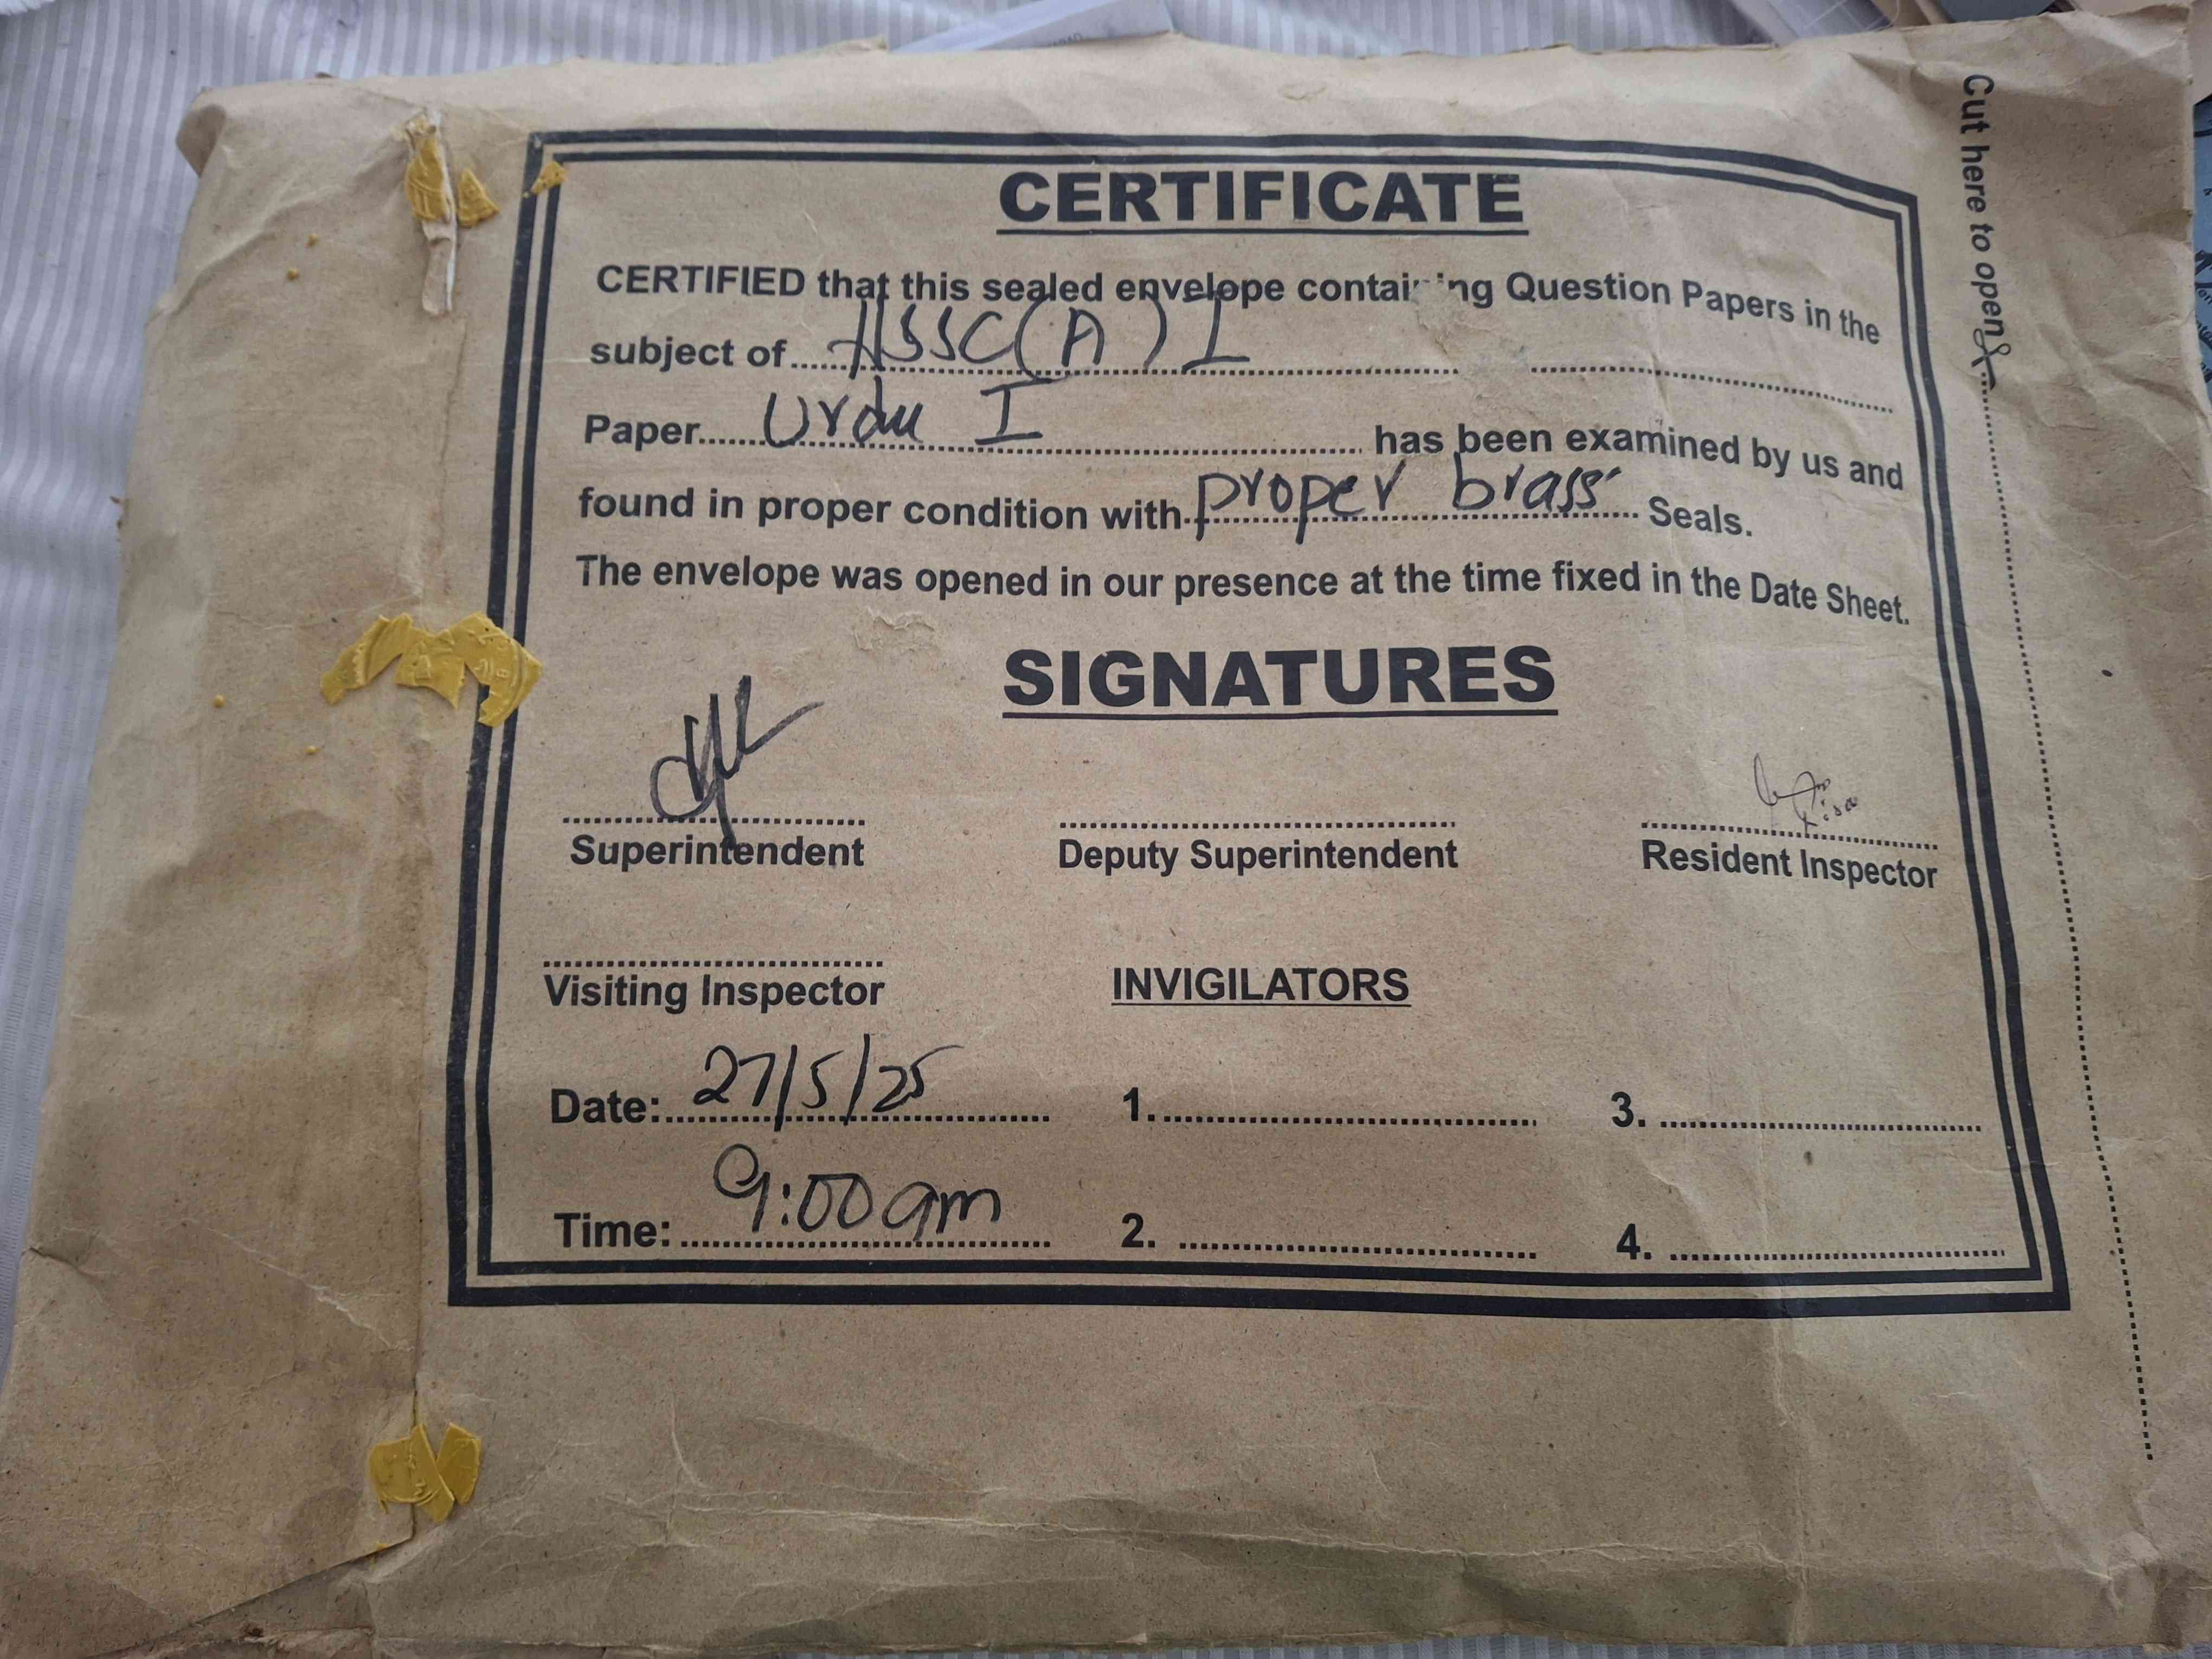 CERTIFICATE
CERTIFIED that this sealed envelope containing Question Papers in the
subject of HSSC(A) I
Paper Urdu I has been examined by us and
found in proper condition with proper brass Seals.
The envelope was opened in our presence at the time fixed in the Date Sheet.
SIGNATURES
Superintendent Deputy Superintendent Resident Inspector
Visiting Inspector INVIGILATORS
Date: 27/5/25 1. 3.
Time: 9:00 am 2. 4.
Cut here to open